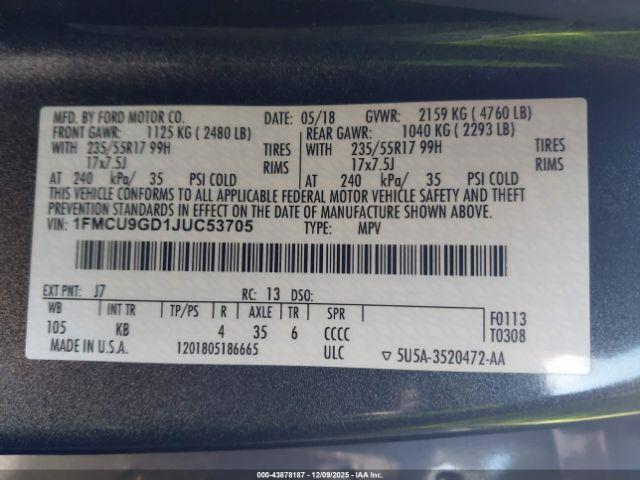 MFD. BY FORD MOTOR CO. DATE: 05/18 GVWR: 2159 KG ( 4760 LB)
FRONT GAWR: 1125 KG ( 2480 LB) REAR GAWR: 1040 KG ( 2293 LB)
WITH 235/55R17 99H TIRES WITH 235/55R17 99H TIRES
17x7.5J RIMS 17x7.5J RIMS
AT 240 kPa/ 35 PSI COLD AT 240 kPa/ 35 PSI COLD
THIS VEHICLE CONFORMS TO ALL APPLICABLE FEDERAL MOTOR VEHICLE SAFETY AND THEFT
PREVENTION STANDARDS IN EFFECT ON THE DATE OF MANUFACTURE SHOWN ABOVE.
VIN: 1FMCU9GD1JUC53705 TYPE: MPV
EXT PNT: J7 RC: 13 DSO:
WB INT TR TP/PS R AXLE TR SPR
105 KB 4 35 6 CCCC
F0113
T0308
MADE IN U.S.A. 1201805186665 ULC ▽ 5U5A-3520472-AA
000-43878187 - 12/09/2025 - IAA, Inc.